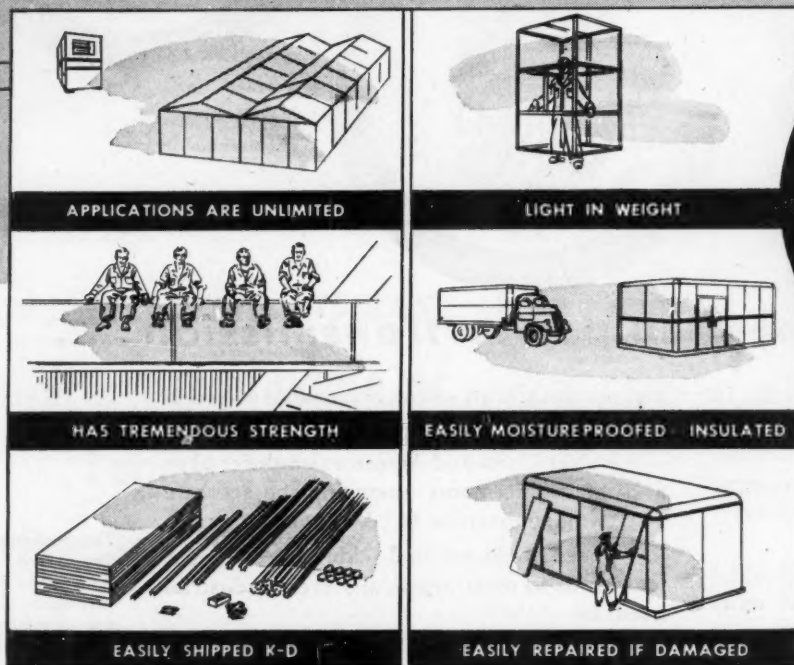 APPLICATIONS ARE UNLIMITED
LIGHT IN WEIGHT
HAS TREMENDOUS STRENGTH
EASILY MOISTUREPROOFED INSULATED
EASILY SHIPPED K-D
EASILY REPAIRED IF DAMAGED